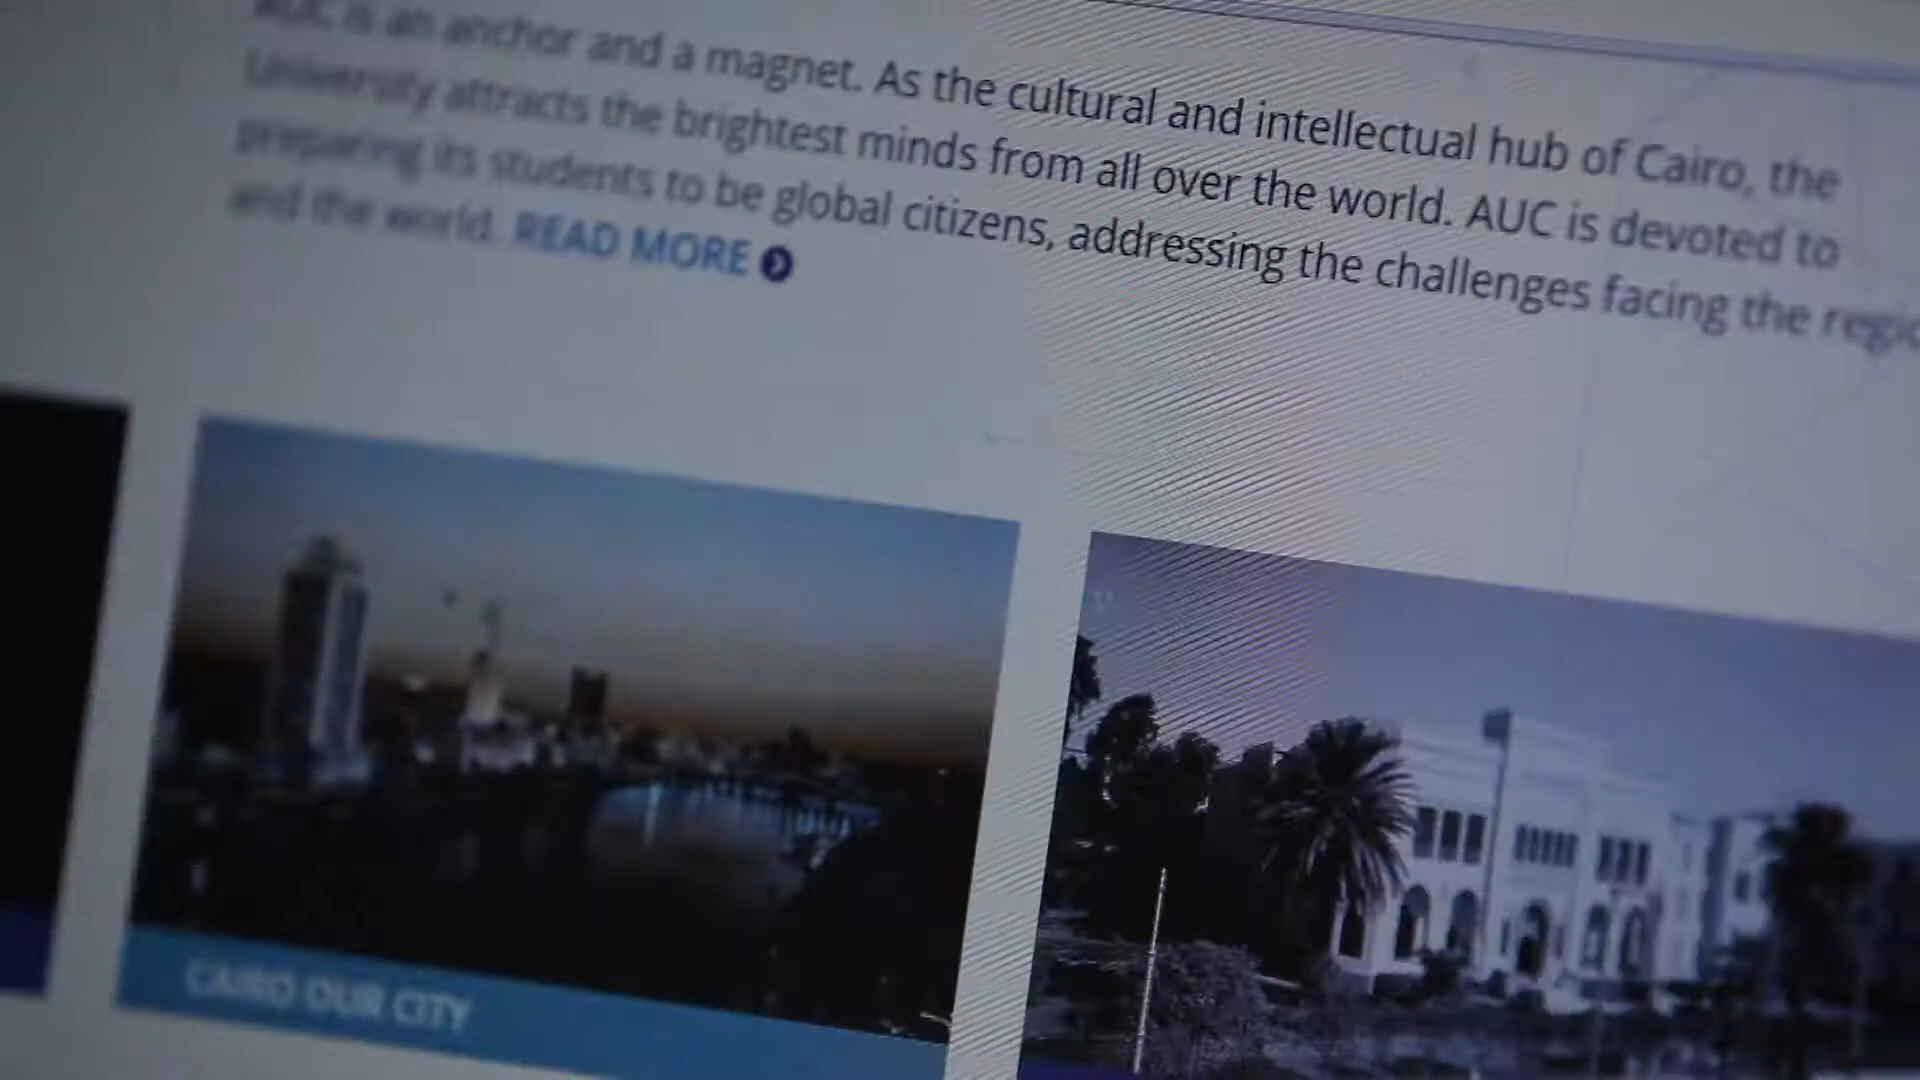 AUC is an anchor and a magnet. As the cultural and intellectual hub of Cairo, the
University attracts the brightest minds from all over the world. AUC is devoted to
preparing its students to be global citizens, addressing the challenges facing the regio
and the world. READ MORE
CAIRO OUR CITY